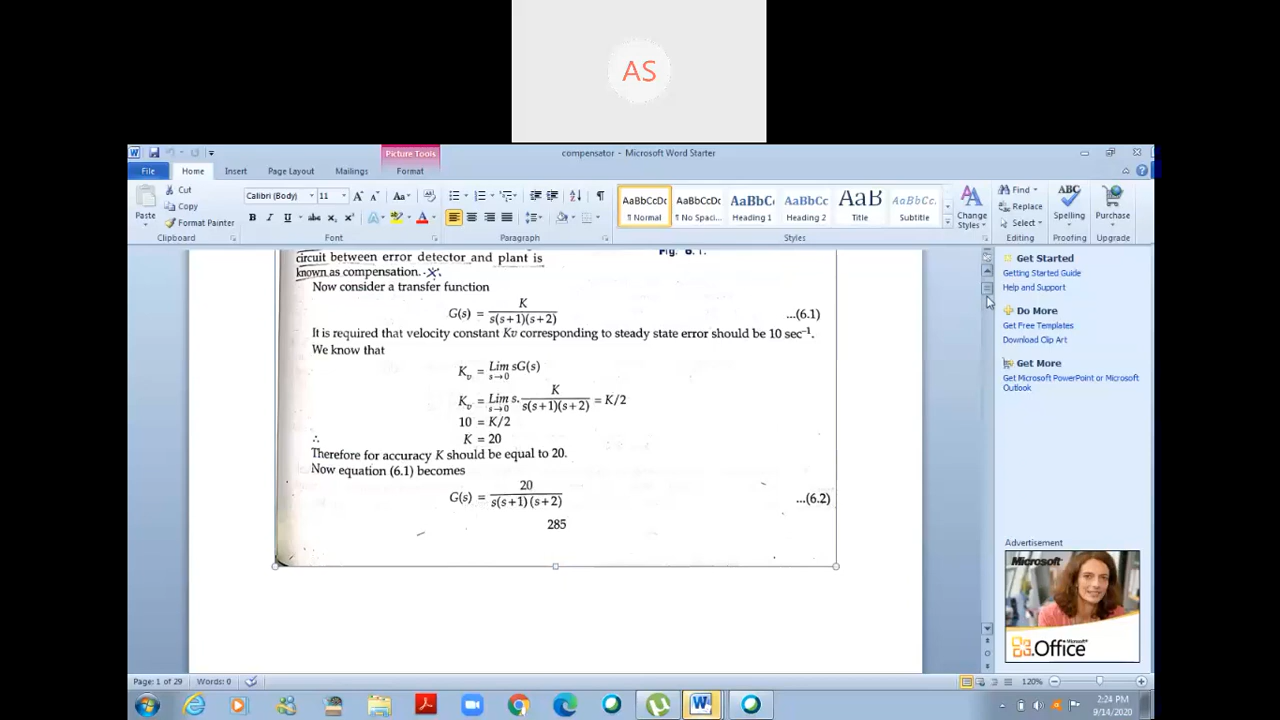 AS
compensator - Microsoft Word Starter
Picture Tools
File Home Insert Page Layout Mailings Format
Paste
Cut
Copy
Format Painter
Clipboard
Calibri (Body) 11
Font
Paragraph
AaBbCcDc AaBbCcDc AaBbC AaBbCc AaB AaBbCc.
¶ Normal ¶ No Spaci... Heading 1 Heading 2 Title Subtitle
Change Styles
Styles
Find
Replace
Select
Editing
Spelling
Proofing
Purchase
Upgrade
circuit between error detector and plant is
known as compensation.
Now consider a transfer function
G(s) = K / s(s+1)(s+2) ...(6.1)
It is required that velocity constant Kv corresponding to steady state error should be 10 sec⁻¹.
We know that
Kᵥ = Lim s→0 sG(s)
Kᵥ = Lim s→0 s. K / s(s+1)(s+2) = K/2
10 = K/2
∴ K = 20
Therefore for accuracy K should be equal to 20.
Now equation (6.1) becomes
G(s) = 20 / s(s+1)(s+2) ...(6.2)
285
Get Started
Getting Started Guide
Help and Support
Do More
Get Free Templates
Download Clip Art
Get More
Get Microsoft PowerPoint or Microsoft
Outlook
Advertisement
Microsoft
Office
Page: 1 of 29 Words: 0
120%
2:24 PM
9/14/2020